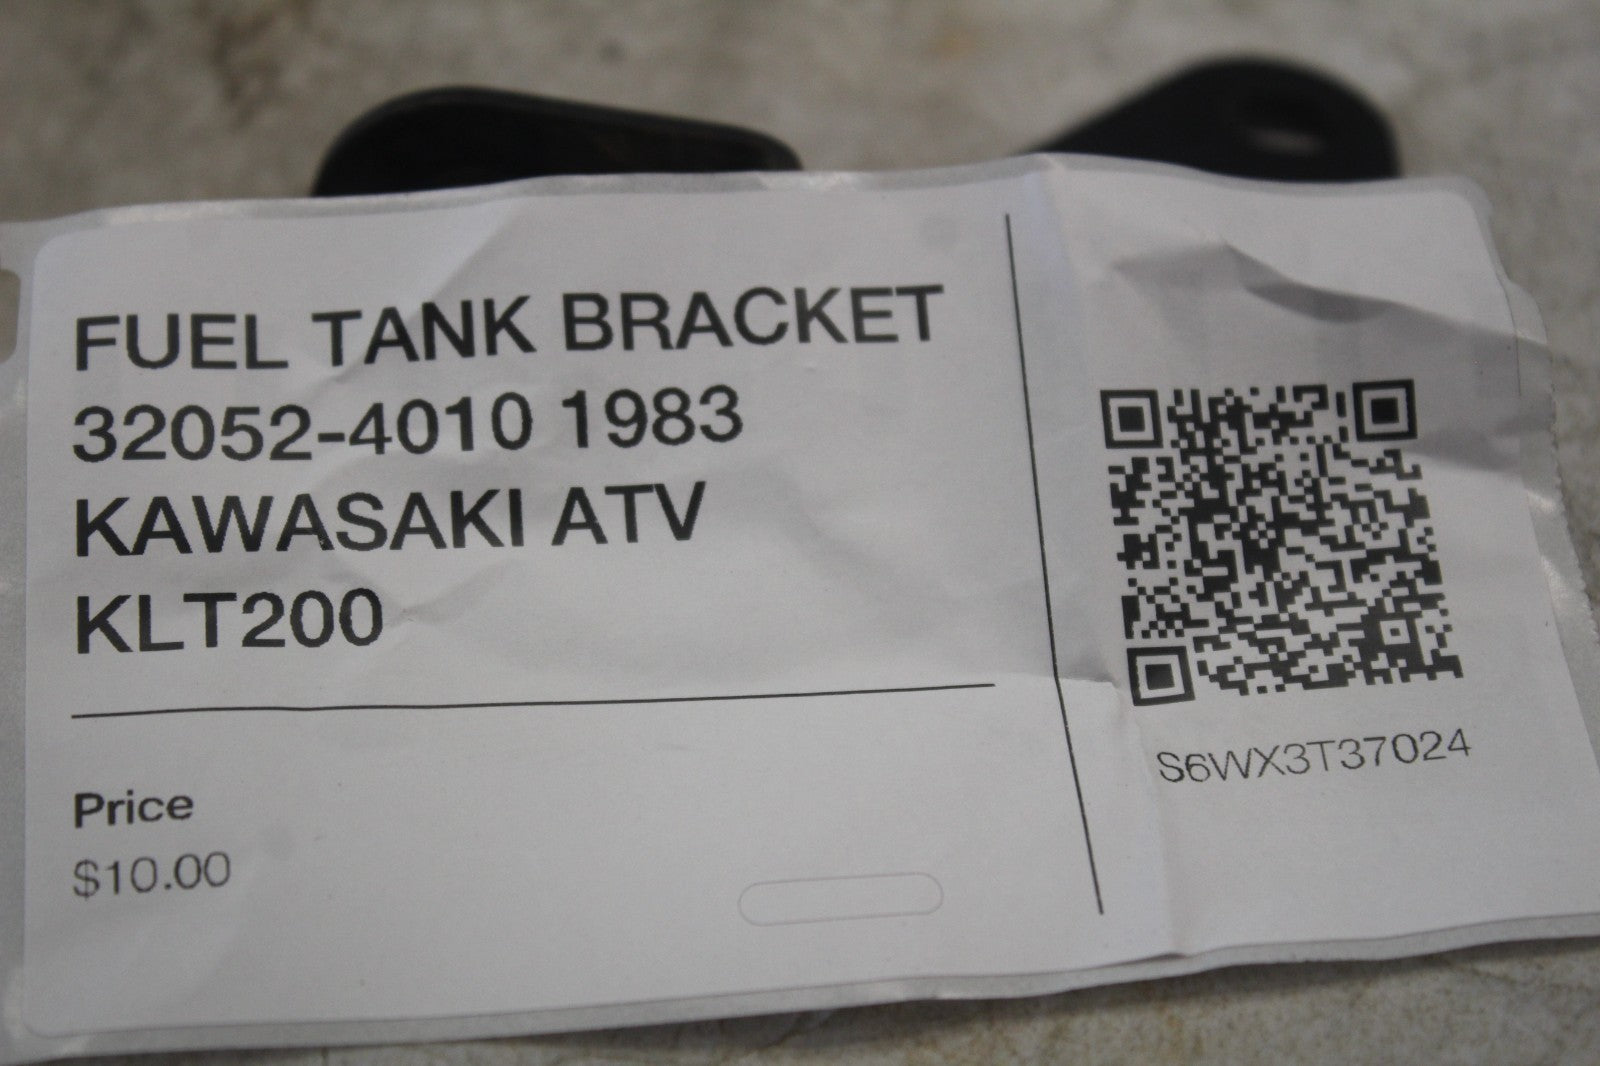 FUEL TANK BRACKET
32052-4010 1983
KAWASAKI ATV
KLT200
Price
$10.00
S6WX3T37024